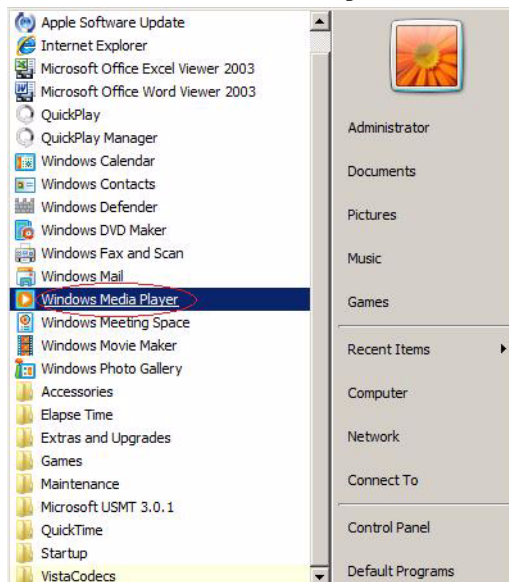 Apple Software Update
Internet Explorer
Microsoft Office Excel Viewer 2003
Microsoft Office Word Viewer 2003
QuickPlay
QuickPlay Manager
Windows Calendar
Windows Contacts
Windows Defender
Windows DVD Maker
Windows Fax and Scan
Windows Mail
Windows Media Player
Windows Meeting Space
Windows Movie Maker
Windows Photo Gallery
Accessories
Elapse Time
Extras and Upgrades
Games
Maintenance
Microsoft USMT 3.0.1
QuickTime
Startup
VistaCodecs
Administrator
Documents
Pictures
Music
Games
Recent Items
Computer
Network
Connect To
Control Panel
Default Programs